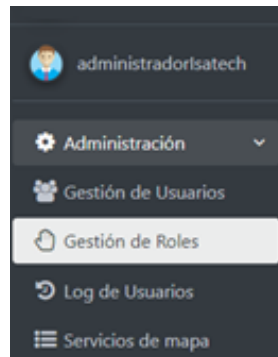 administradorIsatech
Administración
Gestión de Usuarios
Gestión de Roles
Log de Usuarios
Servicios de mapa